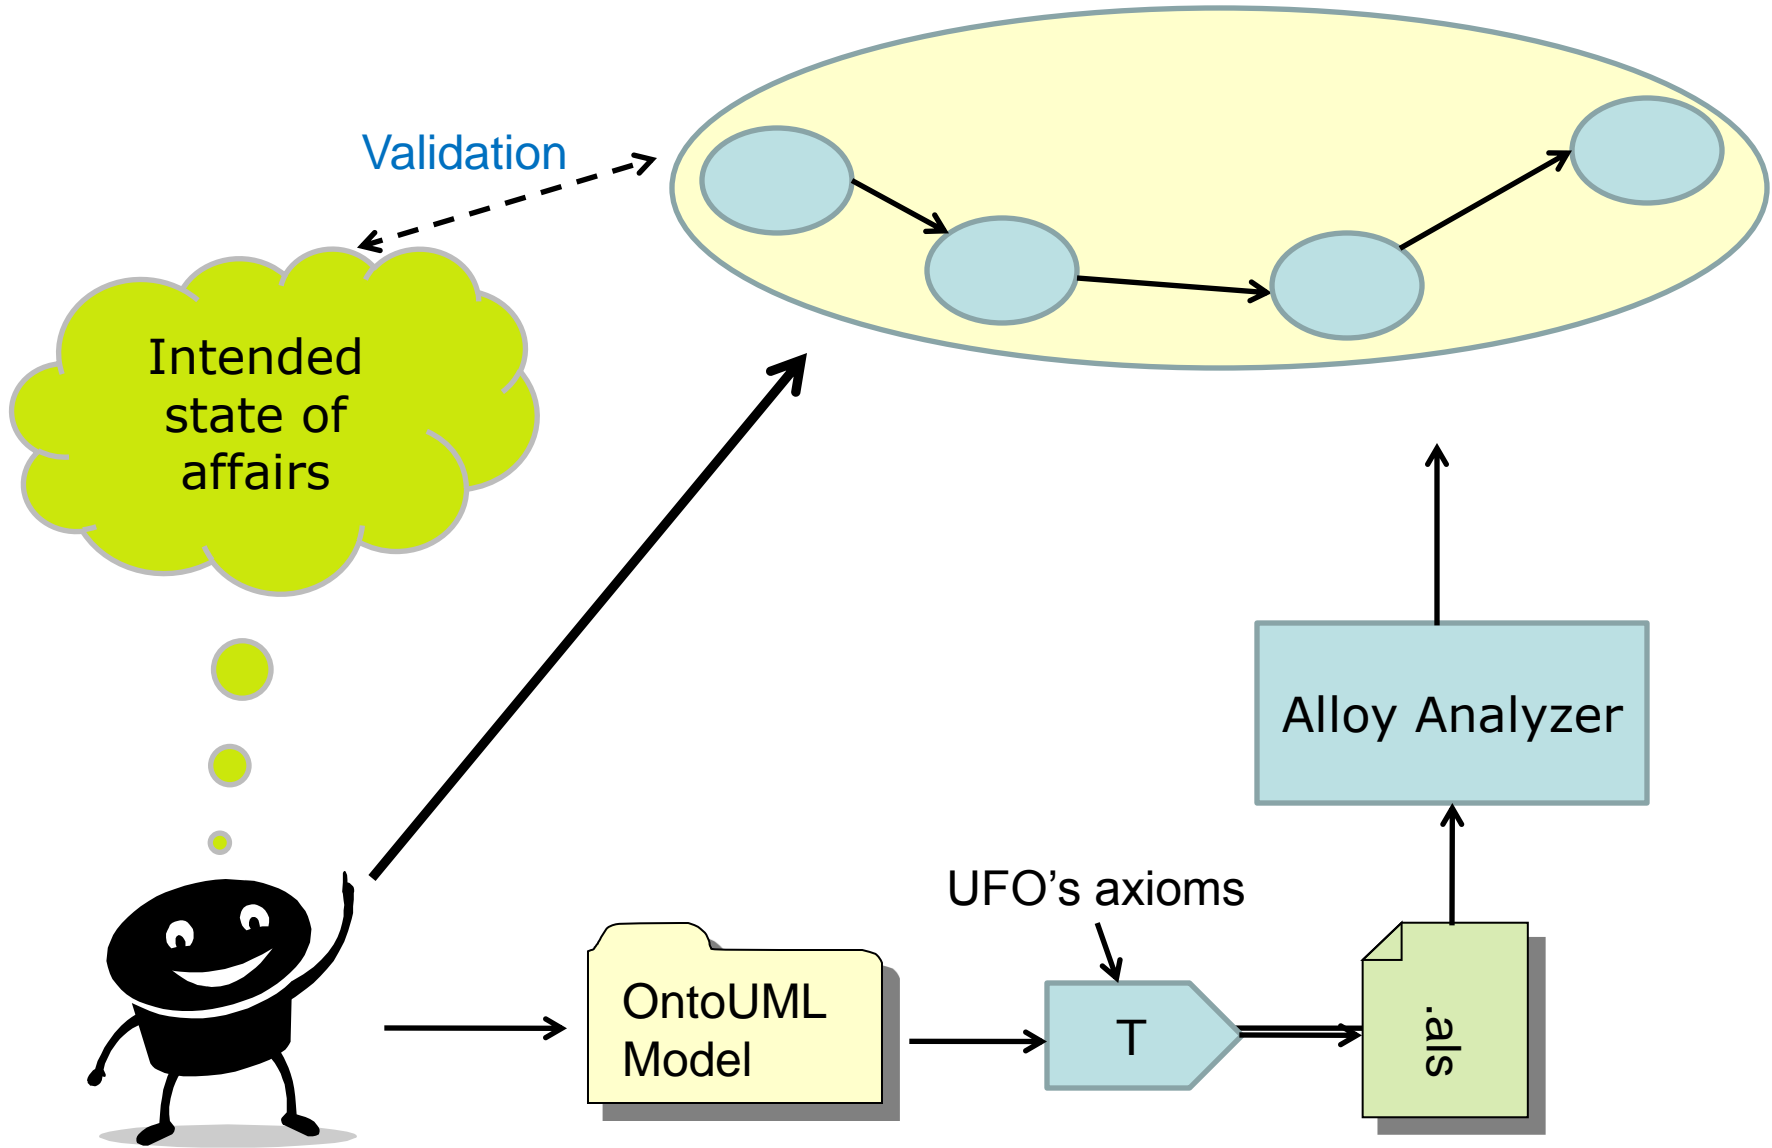 Validation
Intended
state of
affairs
Alloy Analyzer
UFO’s axioms
OntoUML
Model
T
.als